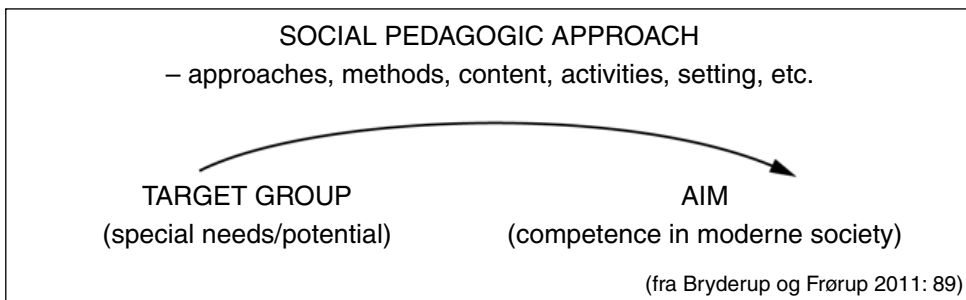 SOCIAL PEDAGOGIC APPROACH
– approaches, methods, content, activities, setting, etc.
TARGET GROUP
(special needs/potential)
AIM
(competence in moderne society)
(fra Bryderup og Frørup 2011: 89)